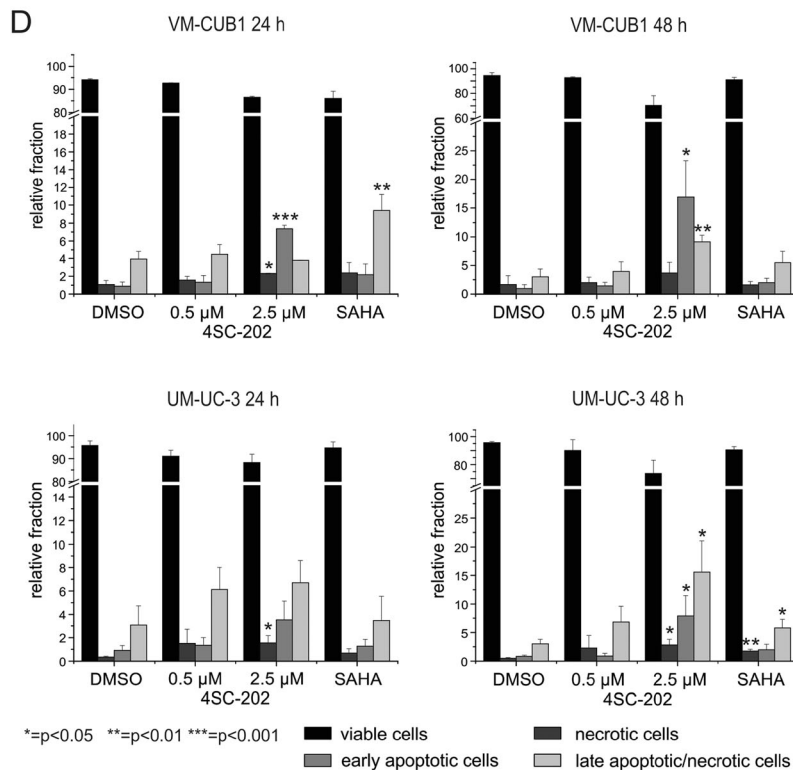 D
VM-CUB1 24 h
relative fraction
100
90
80
18
16
14
12
10
8
6
4
2
0
* *** **
DMSO 0.5 µM 2.5 µM SAHA
4SC-202
VM-CUB1 48 h
relative fraction
100
90
80
70
60
25
20
15
10
5
0
* **
DMSO 0.5 µM 2.5 µM SAHA
4SC-202
UM-UC-3 24 h
relative fraction
100
95
90
80
14
12
10
8
6
4
2
0
*
DMSO 0.5 µM 2.5 µM SAHA
4SC-202
UM-UC-3 48 h
relative fraction
100
90
80
25
20
15
10
5
0
* * * ** *
DMSO 0.5 µM 2.5 µM SAHA
4SC-202
*=p<0.05 **=p<0.01 ***=p<0.001
viable cells
necrotic cells
early apoptotic cells
late apoptotic/necrotic cells